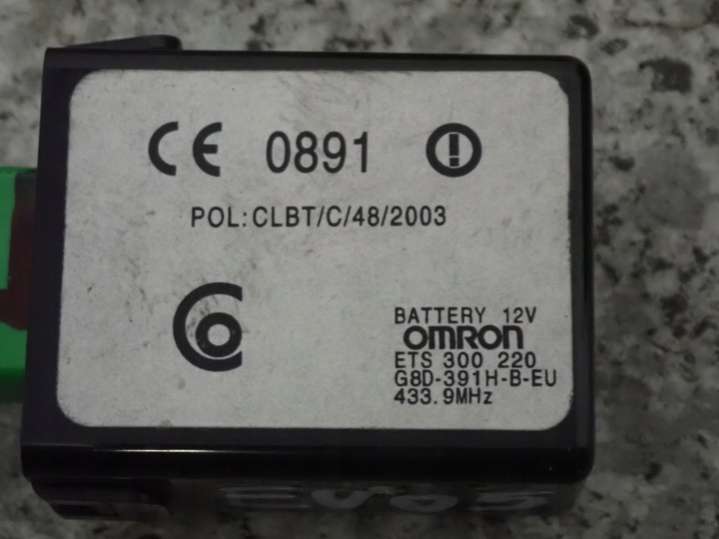 CE 0891
POL:CLBT/C/48/2003
BATTERY 12V
OMRON
ETS 300 220
G8D-391H-B-EU
433.9MHz